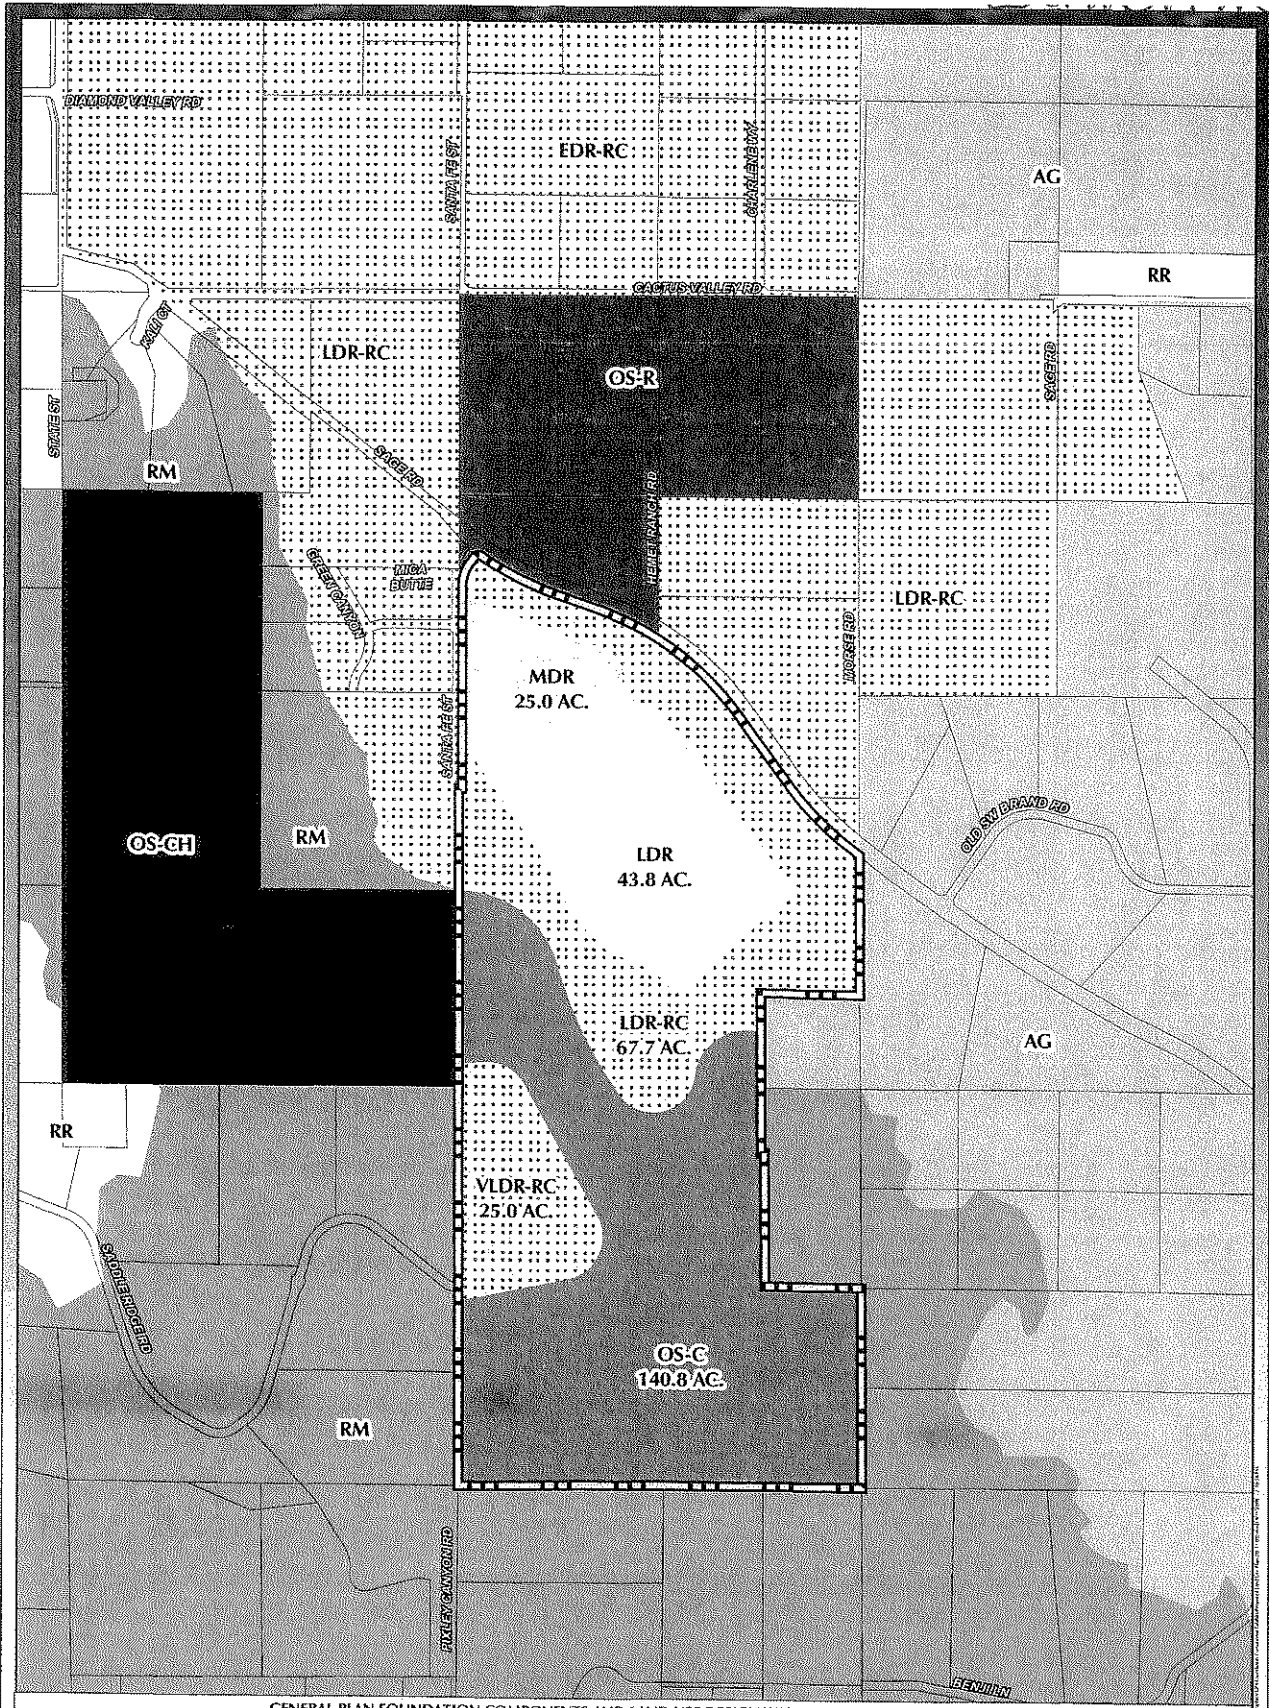 DIAMOND VALLEY RD
SANTA FE ST
EDR-RC
CHARLENE WY
AG
RR
CACTUS VALLEY RD
KALI CT
LDR-RC
OS-R
SAGE RD
STATE ST
RM
SAGE RD
HEMET RANCH RD
GREEN CANYON
MICA
BUTTE
LDR-RC
MORSE RD
MDR
25.0 AC.
SANTA FE ST
OS-CH
RM
LDR
43.8 AC.
OLD SW BRAND RD
LDR-RC
67.7 AC.
AG
RR
VLDR-RC
25.0 AC.
SADDLE RIDGE RD
OS-C
140.8 AC.
RM
PIXLEY CANYON RD
BENJI LN